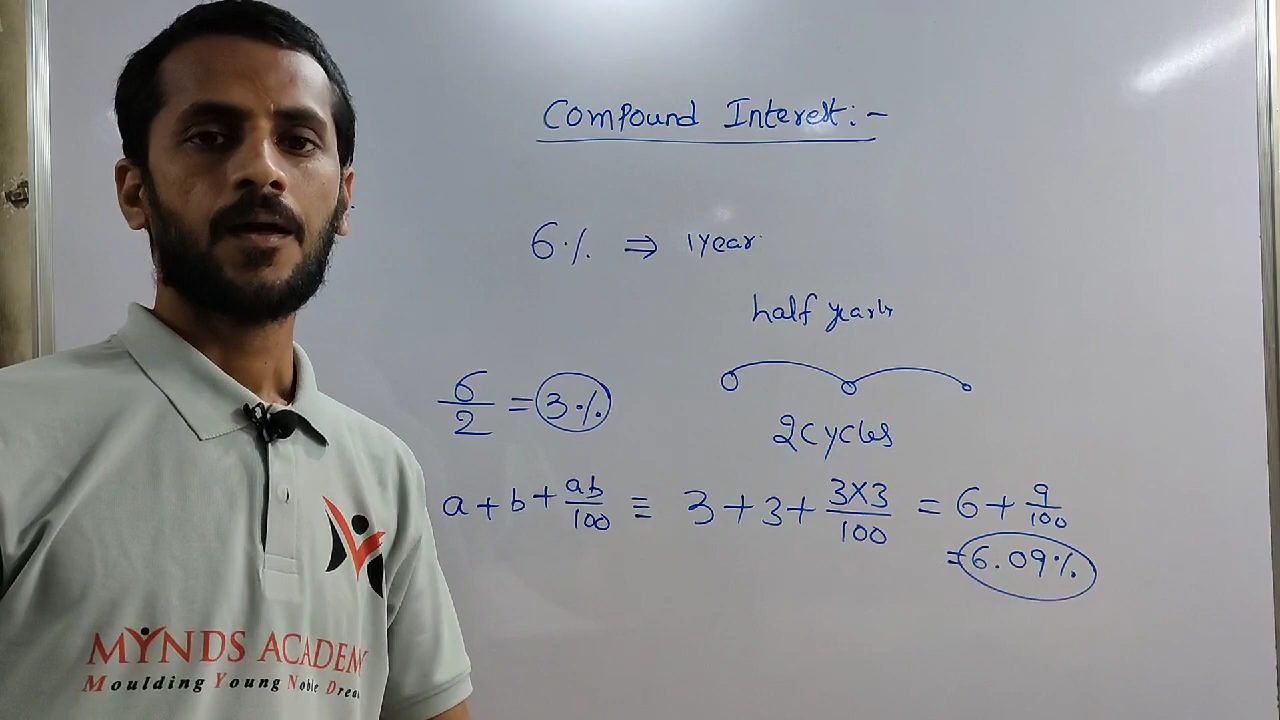 Compound Interest:-
6% ⇒ 1year
half yearly
6/2 = 3%
2cycles
a+b+ab/100 ≡ 3+3+3×3/100 = 6+9/100
=6.09%
MYNDS ACADEMY
Moulding Young Noble